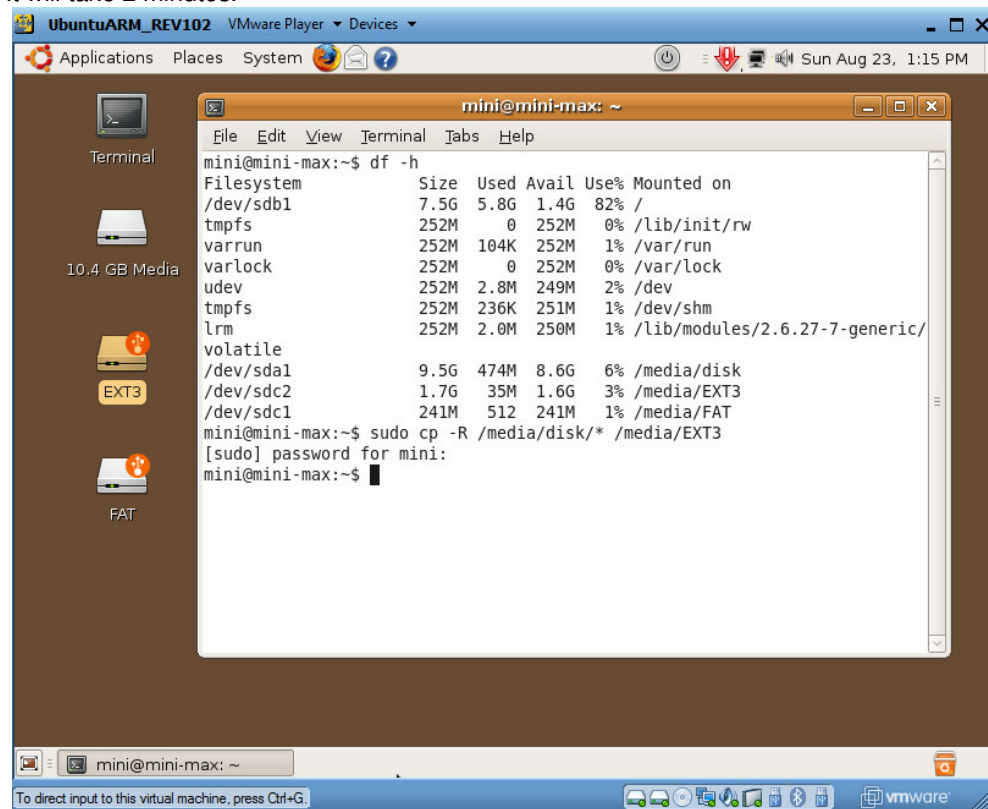 It will take 2 minutes.
UbuntuARM_REV102 VMware Player Devices
Applications Places System Sun Aug 23, 1:15 PM
mini@mini-max: ~
File Edit View Terminal Tabs Help
Terminal
10.4 GB Media
EXT3
FAT
mini@mini-max:~$ df -h
Filesystem Size Used Avail Use% Mounted on
/dev/sdb1 7.5G 5.8G 1.4G 82% /
tmpfs 252M 0 252M 0% /lib/init/rw
varrun 252M 104K 252M 1% /var/run
varlock 252M 0 252M 0% /var/lock
udev 252M 2.8M 249M 2% /dev
tmpfs 252M 236K 251M 1% /dev/shm
lrm 252M 2.0M 250M 1% /lib/modules/2.6.27-7-generic/
volatile
/dev/sda1 9.5G 474M 8.6G 6% /media/disk
/dev/sdc2 1.7G 35M 1.6G 3% /media/EXT3
/dev/sdc1 241M 512 241M 1% /media/FAT
mini@mini-max:~$ sudo cp -R /media/disk/* /media/EXT3
[sudo] password for mini:
mini@mini-max:~$
mini@mini-max: ~
To direct input to this virtual machine, press Ctrl+G.
vmware